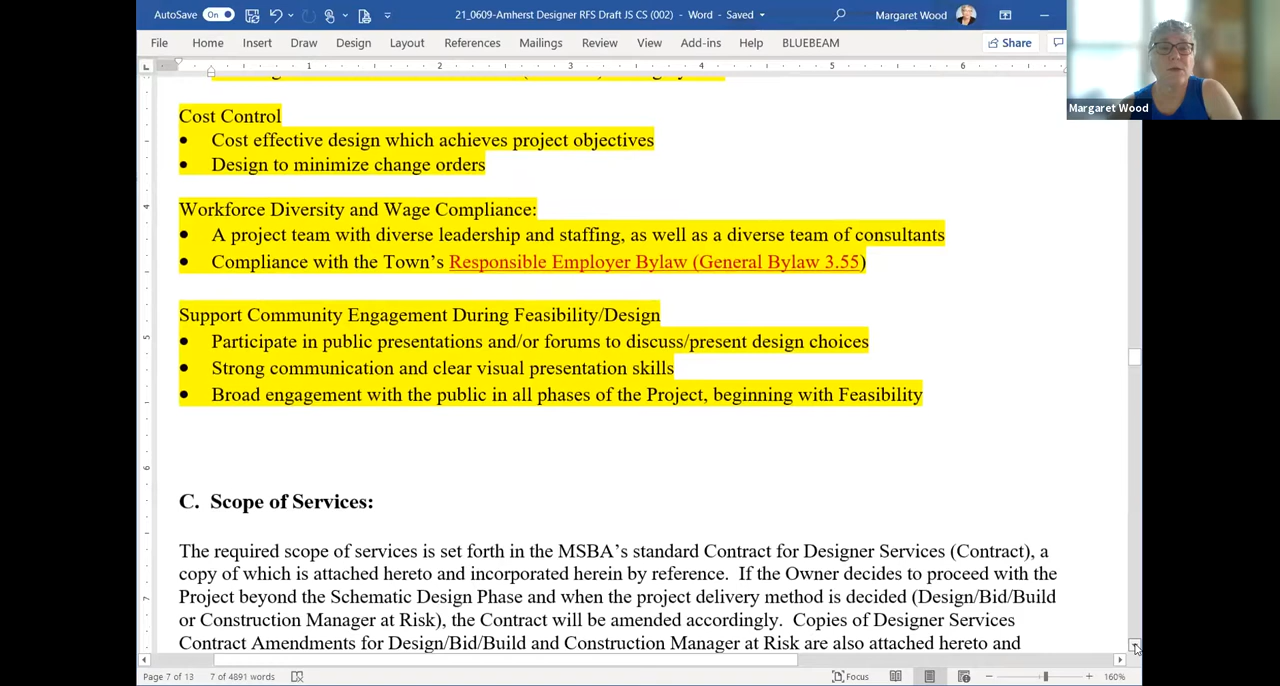 AutoSave On 21_0609-Amherst Designer RFS Draft JS CS (002) - Word - Saved Margaret Wood
File Home Insert Draw Design Layout References Mailings Review View Add-ins Help BLUEBEAM Share
1 2 3 4 5 6
Margaret Wood
Cost Control
• Cost effective design which achieves project objectives
• Design to minimize change orders
Workforce Diversity and Wage Compliance:
• A project team with diverse leadership and staffing, as well as a diverse team of consultants
• Compliance with the Town’s Responsible Employer Bylaw (General Bylaw 3.55)
Support Community Engagement During Feasibility/Design
• Participate in public presentations and/or forums to discuss/present design choices
• Strong communication and clear visual presentation skills
• Broad engagement with the public in all phases of the Project, beginning with Feasibility
C. Scope of Services:
The required scope of services is set forth in the MSBA’s standard Contract for Designer Services (Contract), a
copy of which is attached hereto and incorporated herein by reference. If the Owner decides to proceed with the
Project beyond the Schematic Design Phase and when the project delivery method is decided (Design/Bid/Build
or Construction Manager at Risk), the Contract will be amended accordingly. Copies of Designer Services
Contract Amendments for Design/Bid/Build and Construction Manager at Risk are also attached hereto and
Page 7 of 13 7 of 4891 words Focus 160%